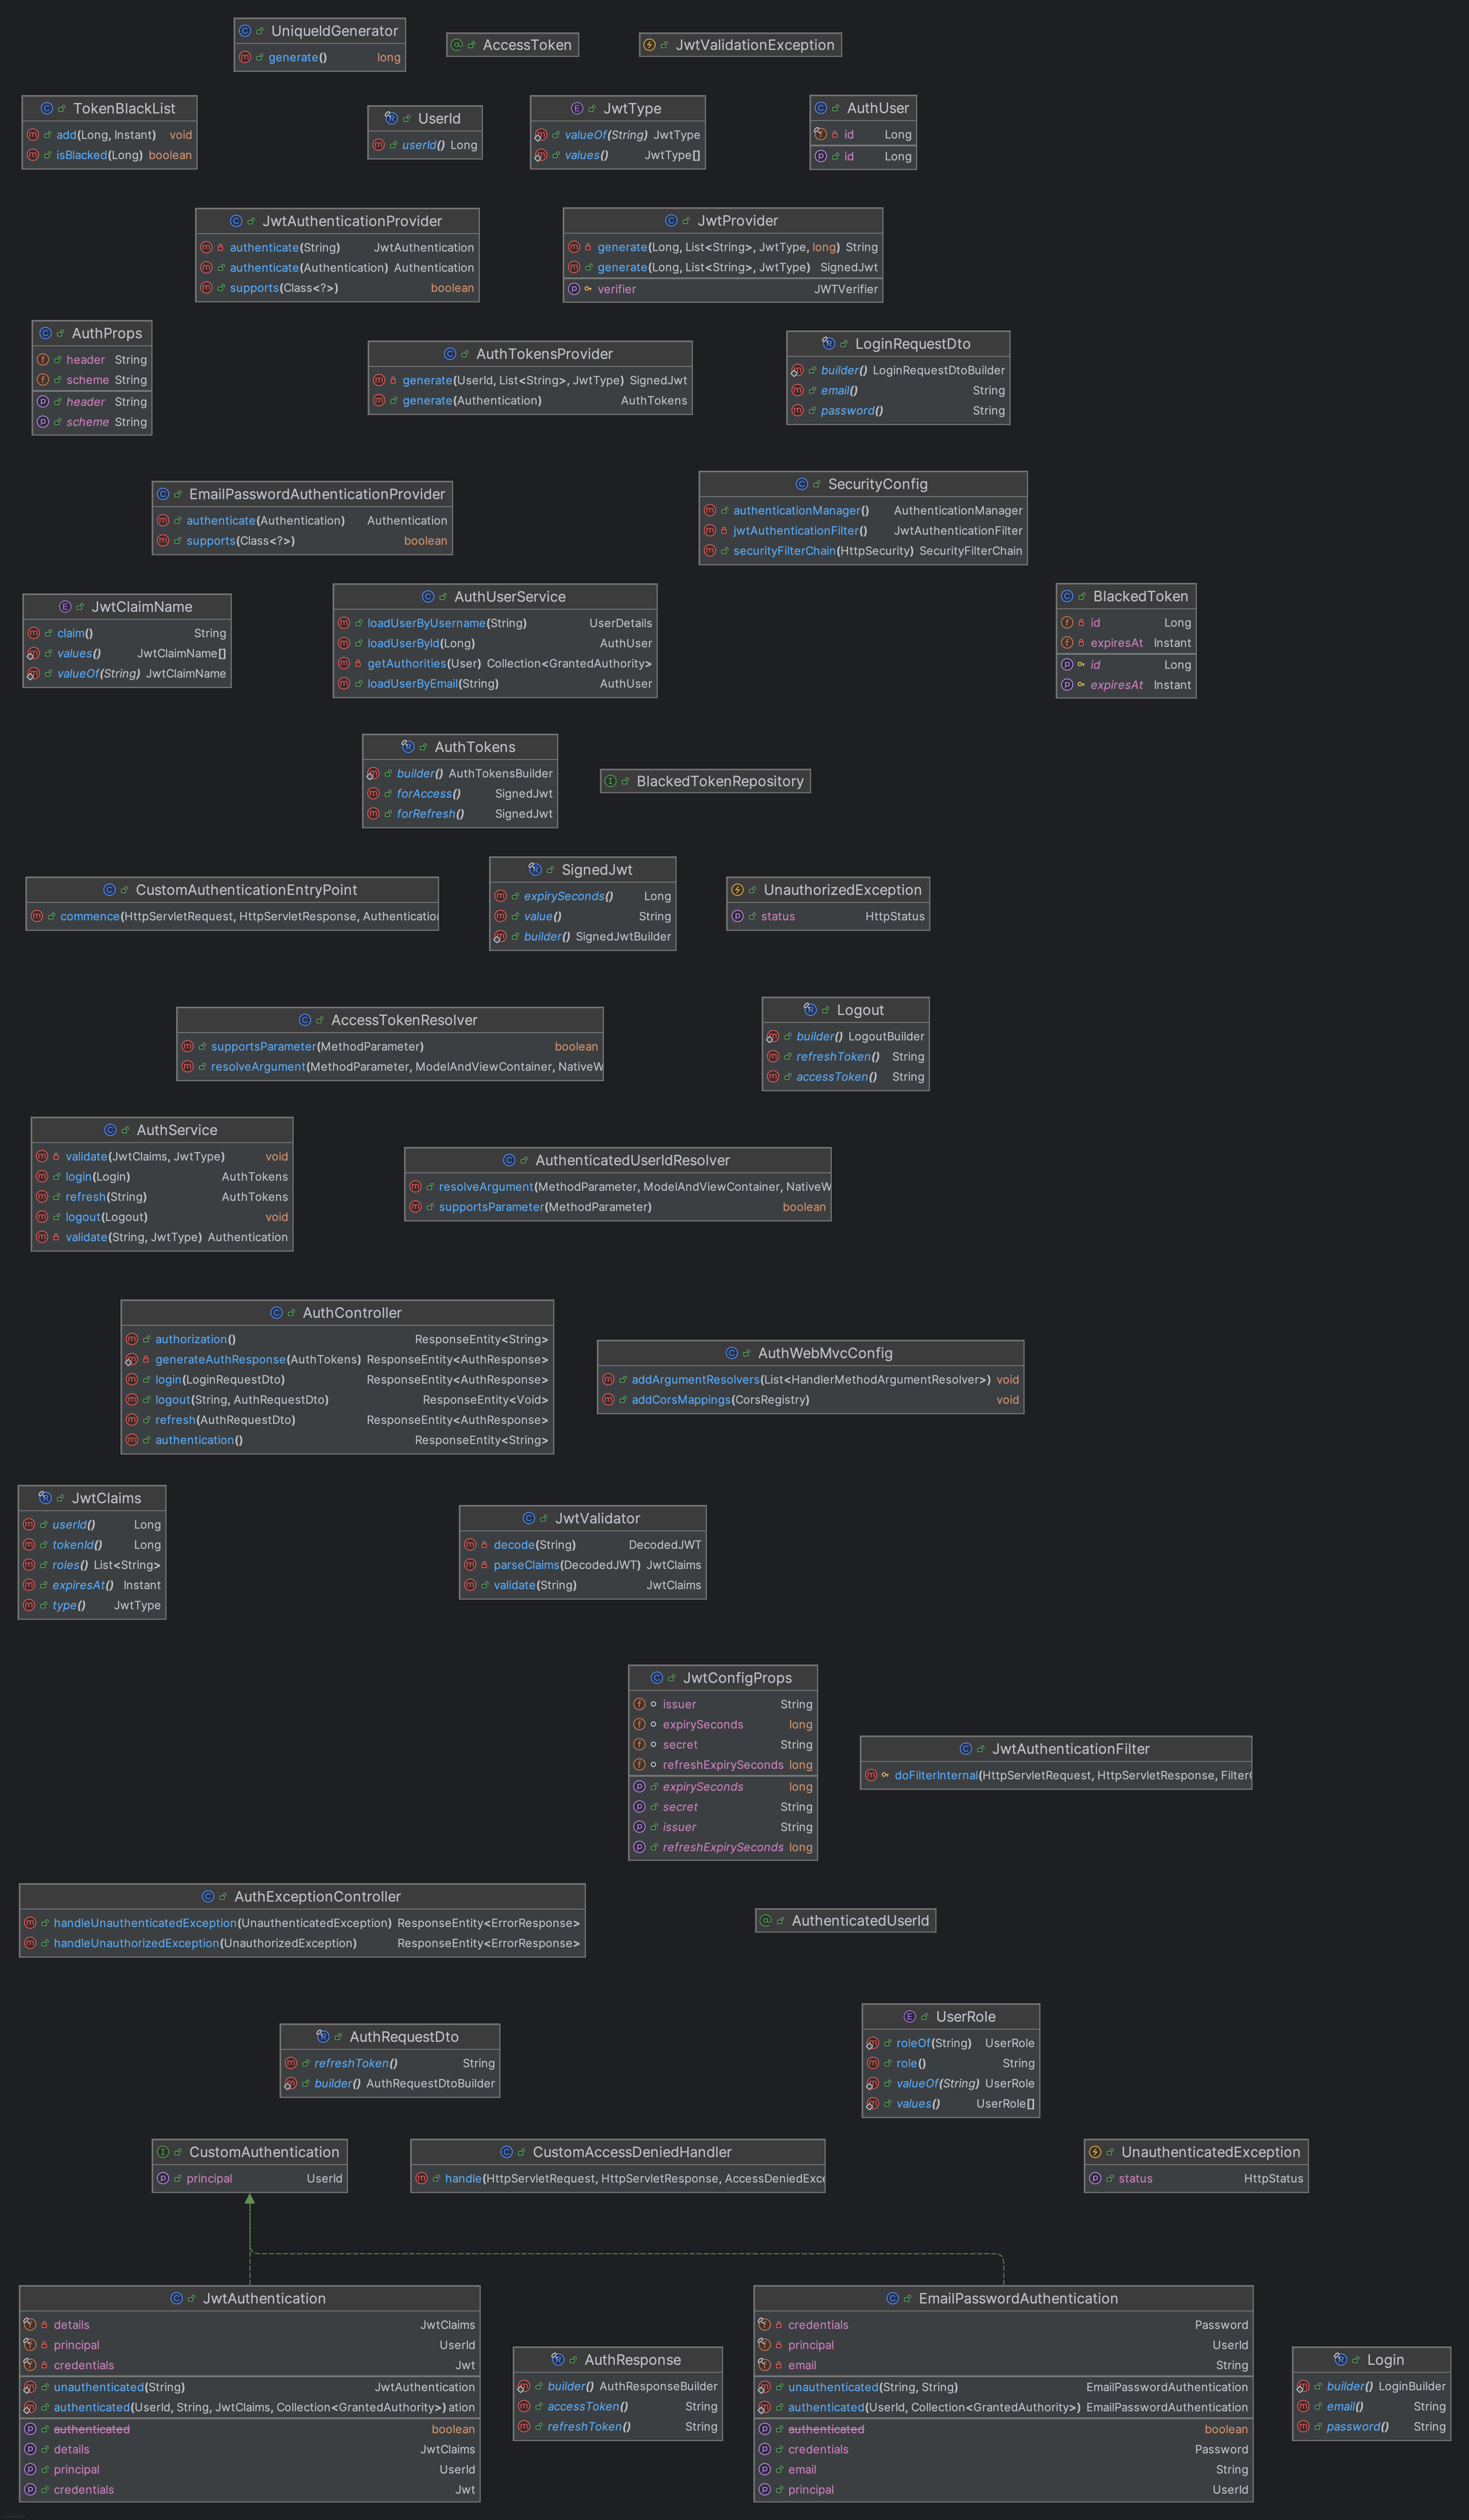 UniqueIdGenerator
generate() long
AccessToken
JwtValidationException
TokenBlackList
add(Long, Instant) void
isBlacked(Long) boolean
UserId
userId() Long
JwtType
valueOf(String) JwtType
values() JwtType[]
AuthUser
id Long
id Long
JwtAuthenticationProvider
authenticate(String) JwtAuthentication
authenticate(Authentication) Authentication
supports(Class<?>) boolean
JwtProvider
generate(Long, List<String>, JwtType, long) String
generate(Long, List<String>, JwtType) SignedJwt
verifier JWTVerifier
AuthProps
header String
scheme String
header String
scheme String
AuthTokensProvider
generate(UserId, List<String>, JwtType) SignedJwt
generate(Authentication) AuthTokens
LoginRequestDto
builder() LoginRequestDtoBuilder
email() String
password() String
EmailPasswordAuthenticationProvider
authenticate(Authentication) Authentication
supports(Class<?>) boolean
SecurityConfig
authenticationManager() AuthenticationManager
jwtAuthenticationFilter() JwtAuthenticationFilter
securityFilterChain(HttpSecurity) SecurityFilterChain
JwtClaimName
claim() String
values() JwtClaimName[]
valueOf(String) JwtClaimName
AuthUserService
loadUserByUsername(String) UserDetails
loadUserById(Long) AuthUser
getAuthorities(User) Collection<GrantedAuthority>
loadUserByEmail(String) AuthUser
BlackedToken
id Long
expiresAt Instant
id Long
expiresAt Instant
AuthTokens
builder() AuthTokensBuilder
forAccess() SignedJwt
forRefresh() SignedJwt
BlackedTokenRepository
CustomAuthenticationEntryPoint
commence(HttpServletRequest, HttpServletResponse, Authentication
SignedJwt
expirySeconds() Long
value() String
builder() SignedJwtBuilder
UnauthorizedException
status HttpStatus
AccessTokenResolver
supportsParameter(MethodParameter) boolean
resolveArgument(MethodParameter, ModelAndViewContainer, NativeW
Logout
builder() LogoutBuilder
refreshToken() String
accessToken() String
AuthService
validate(JwtClaims, JwtType) void
login(Login) AuthTokens
refresh(String) AuthTokens
logout(Logout) void
validate(String, JwtType) Authentication
AuthenticatedUserIdResolver
resolveArgument(MethodParameter, ModelAndViewContainer, NativeW
supportsParameter(MethodParameter) boolean
AuthController
authorization() ResponseEntity<String>
generateAuthResponse(AuthTokens) ResponseEntity<AuthResponse>
login(LoginRequestDto) ResponseEntity<AuthResponse>
logout(String, AuthRequestDto) ResponseEntity<Void>
refresh(AuthRequestDto) ResponseEntity<AuthResponse>
authentication() ResponseEntity<String>
AuthWebMvcConfig
addArgumentResolvers(List<HandlerMethodArgumentResolver>) void
addCorsMappings(CorsRegistry) void
JwtClaims
userId() Long
tokenId() Long
roles() List<String>
expiresAt() Instant
type() JwtType
JwtValidator
decode(String) DecodedJWT
parseClaims(DecodedJWT) JwtClaims
validate(String) JwtClaims
JwtConfigProps
issuer String
expirySeconds long
secret String
refreshExpirySeconds long
expirySeconds long
secret String
issuer String
refreshExpirySeconds long
JwtAuthenticationFilter
doFilterInternal(HttpServletRequest, HttpServletResponse, FilterC
AuthExceptionController
handleUnauthenticatedException(UnauthenticatedException) ResponseEntity<ErrorResponse>
handleUnauthorizedException(UnauthorizedException) ResponseEntity<ErrorResponse>
AuthenticatedUserId
AuthRequestDto
refreshToken() String
builder() AuthRequestDtoBuilder
UserRole
roleOf(String) UserRole
role() String
valueOf(String) UserRole
values() UserRole[]
CustomAuthentication
principal UserId
CustomAccessDeniedHandler
handle(HttpServletRequest, HttpServletResponse, AccessDeniedExce
UnauthenticatedException
status HttpStatus
JwtAuthentication
details JwtClaims
principal UserId
credentials Jwt
unauthenticated(String) JwtAuthentication
authenticated(UserId, String, JwtClaims, Collection<GrantedAuthority>) ation
authenticated boolean
details JwtClaims
principal UserId
credentials Jwt
AuthResponse
builder() AuthResponseBuilder
accessToken() String
refreshToken() String
EmailPasswordAuthentication
credentials Password
principal UserId
email String
unauthenticated(String, String) EmailPasswordAuthentication
authenticated(UserId, Collection<GrantedAuthority>) EmailPasswordAuthentication
authenticated boolean
credentials Password
email String
principal UserId
Login
builder() LoginBuilder
email() String
password() String